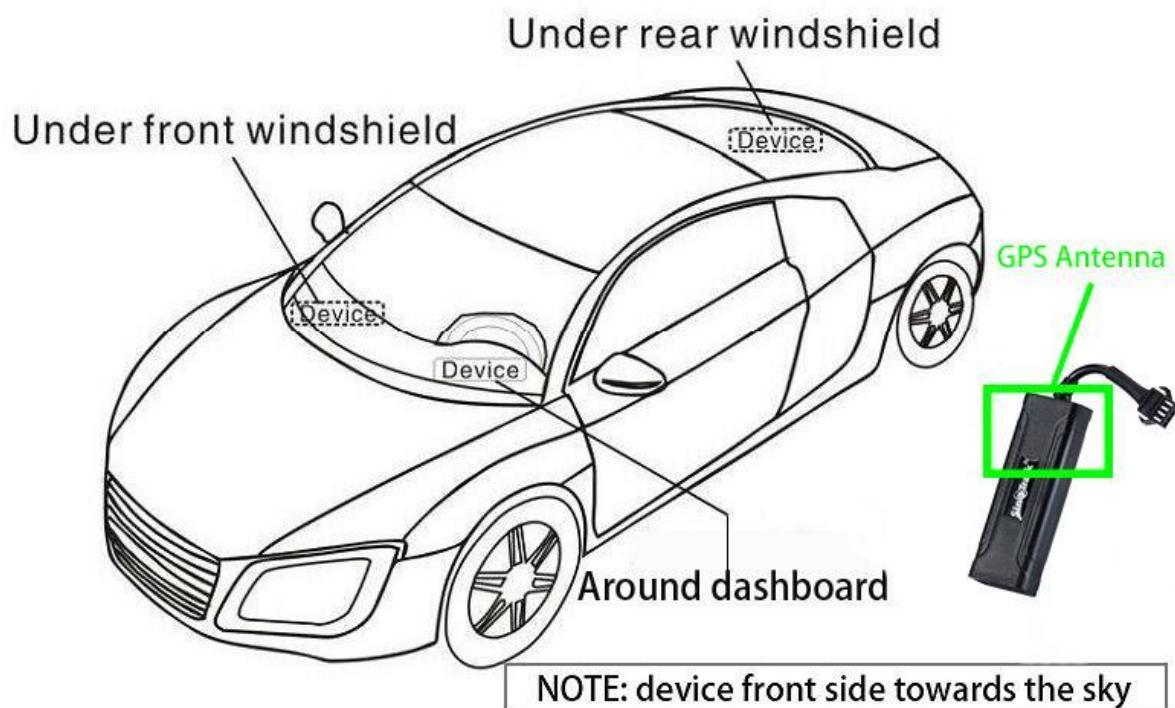 Under rear windshield
Under front windshield
Device
GPS Antenna
Device
Device
SinoTrack
Around dashboard
NOTE: device front side towards the sky